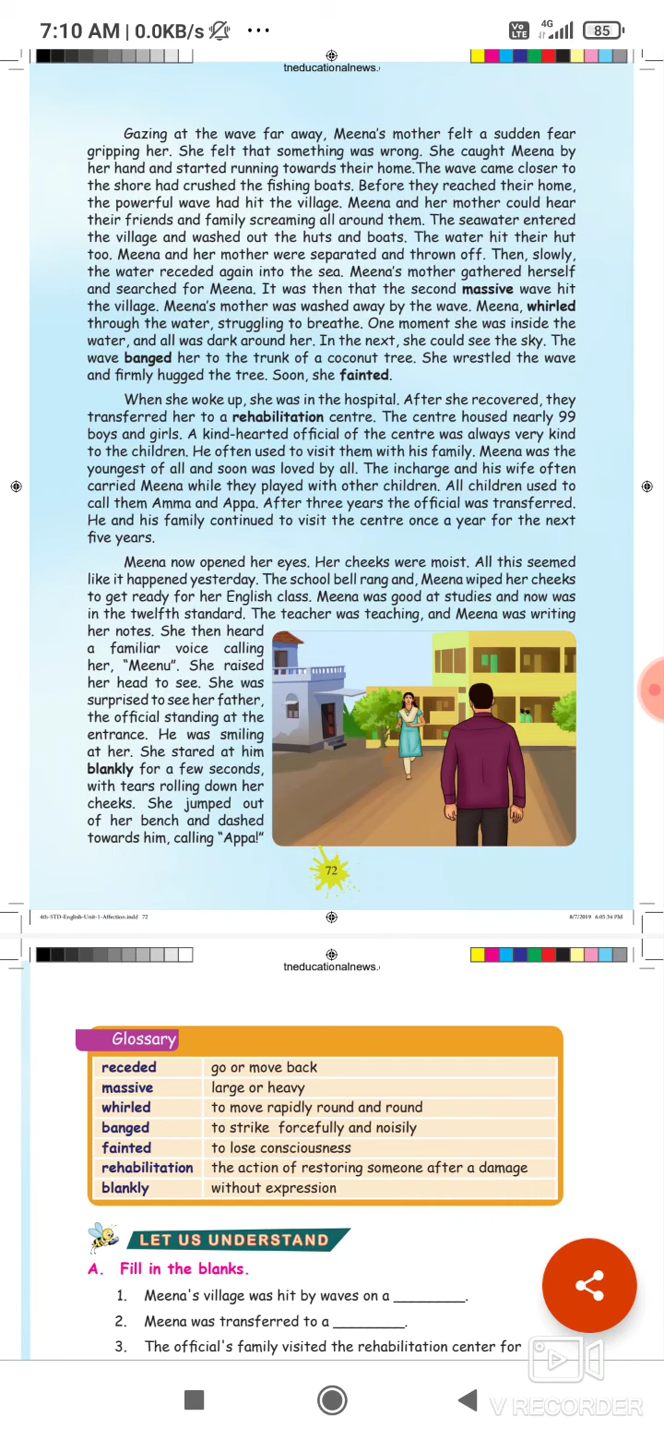 7:10 AM | 0.0KB/s
Vo LTE 4G 85
tneducationalnews.
Gazing at the wave far away, Meena's mother felt a sudden fear
gripping her. She felt that something was wrong. She caught Meena by
her hand and started running towards their home.The wave came closer to
the shore had crushed the fishing boats. Before they reached their home,
the powerful wave had hit the village. Meena and her mother could hear
their friends and family screaming all around them. The seawater entered
the village and washed out the huts and boats. The water hit their hut
too. Meena and her mother were separated and thrown off. Then, slowly,
the water receded again into the sea. Meena's mother gathered herself
and searched for Meena. It was then that the second massive wave hit
the village. Meena's mother was washed away by the wave. Meena, whirled
through the water, struggling to breathe. One moment she was inside the
water, and all was dark around her. In the next, she could see the sky. The
wave banged her to the trunk of a coconut tree. She wrestled the wave
and firmly hugged the tree. Soon, she fainted.
When she woke up, she was in the hospital. After she recovered, they
transferred her to a rehabilitation centre. The centre housed nearly 99
boys and girls. A kind-hearted official of the centre was always very kind
to the children. He often used to visit them with his family. Meena was the
youngest of all and soon was loved by all. The incharge and his wife often
carried Meena while they played with other children. All children used to
call them Amma and Appa. After three years the official was transferred.
He and his family continued to visit the centre once a year for the next
five years.
Meena now opened her eyes. Her cheeks were moist. All this seemed
like it happened yesterday. The school bell rang and, Meena wiped her cheeks
to get ready for her English class. Meena was good at studies and now was
in the twelfth standard. The teacher was teaching, and Meena was writing
her notes. She then heard
a familiar voice calling
her, "Meenu". She raised
her head to see. She was
surprised to see her father,
the official standing at the
entrance. He was smiling
at her. She stared at him
blankly for a few seconds,
with tears rolling down her
cheeks. She jumped out
of her bench and dashed
towards him, calling "Appa!"
72
4th-STD-English-Unit-1-Affection.indd 72 8/7/2019 4:05:34 PM
tneducationalnews.
Glossary
receded go or move back
massive large or heavy
whirled to move rapidly round and round
banged to strike forcefully and noisily
fainted to lose consciousness
rehabilitation the action of restoring someone after a damage
blankly without expression
LET US UNDERSTAND
A. Fill in the blanks.
1. Meena's village was hit by waves on a ________.
2. Meena was transferred to a ________.
3. The official's family visited the rehabilitation center for
V RECORDER